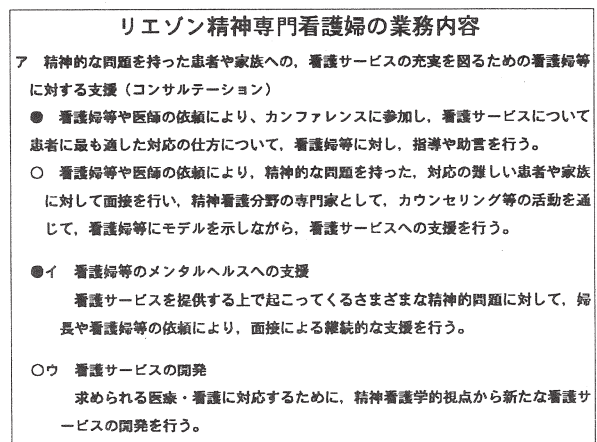 リエゾン精神専門看護婦の業務内容
ア　精神的な問題を持った患者や家族への，看護サービスの充実を図るための看護婦等
に対する支援（コンサルテーション）
●　看護婦等や医師の依頼により、カンファレンスに参加し，看護サービスについて
患者に最も適した対応の仕方について，看護婦等に対し，指導や助言を行う。
○　看護婦等や医師の依頼により，精神的な問題を持った，対応の難しい患者や家族
に対して面接を行い，精神看護分野の専門家として，カウンセリング等の活動を通
じて，看護婦等にモデルを示しながら，看護サービスへの支援を行う。
●イ　看護婦等のメンタルヘルスへの支援
看護サービスを提供する上で起こってくるさまざまな精神的問題に対して，婦
長や看護婦等の依頼により，面接による継続的な支援を行う。
○ウ　看護サービスの開発
求められる医療・看護に対応するために，精神看護学的視点から新たな看護サ
ービスの開発を行う。